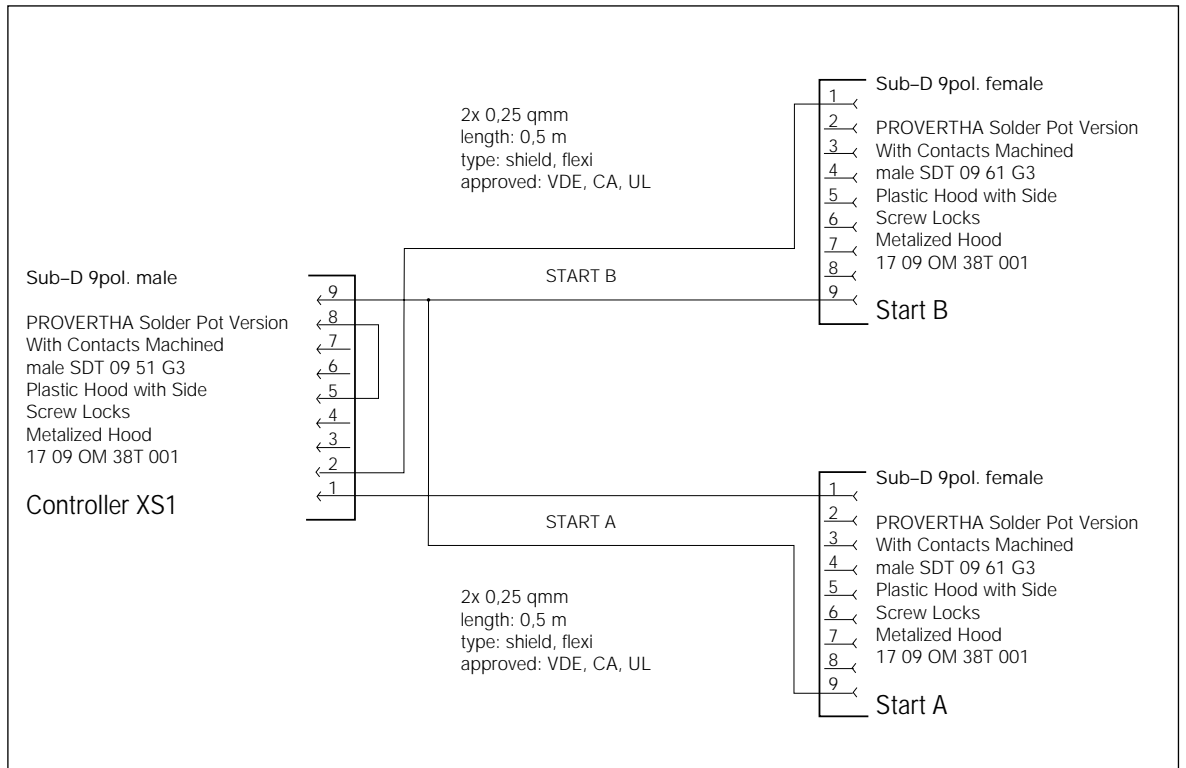 Sub–D 9pol. male
PROVERTHA Solder Pot Version
With Contacts Machined
male SDT 09 51 G3
Plastic Hood with Side
Screw Locks
Metalized Hood
17 09 OM 38T 001
Controller XS1
9
8
7
6
5
4
3
2
1
2x 0,25 qmm
length: 0,5 m
type: shield, flexi
approved: VDE, CA, UL
START B
START A
2x 0,25 qmm
length: 0,5 m
type: shield, flexi
approved: VDE, CA, UL
1
2
3
4
5
6
7
8
9
Sub–D 9pol. female
PROVERTHA Solder Pot Version
With Contacts Machined
male SDT 09 61 G3
Plastic Hood with Side
Screw Locks
Metalized Hood
17 09 OM 38T 001
Start B
1
2
3
4
5
6
7
8
9
Sub–D 9pol. female
PROVERTHA Solder Pot Version
With Contacts Machined
male SDT 09 61 G3
Plastic Hood with Side
Screw Locks
Metalized Hood
17 09 OM 38T 001
Start A